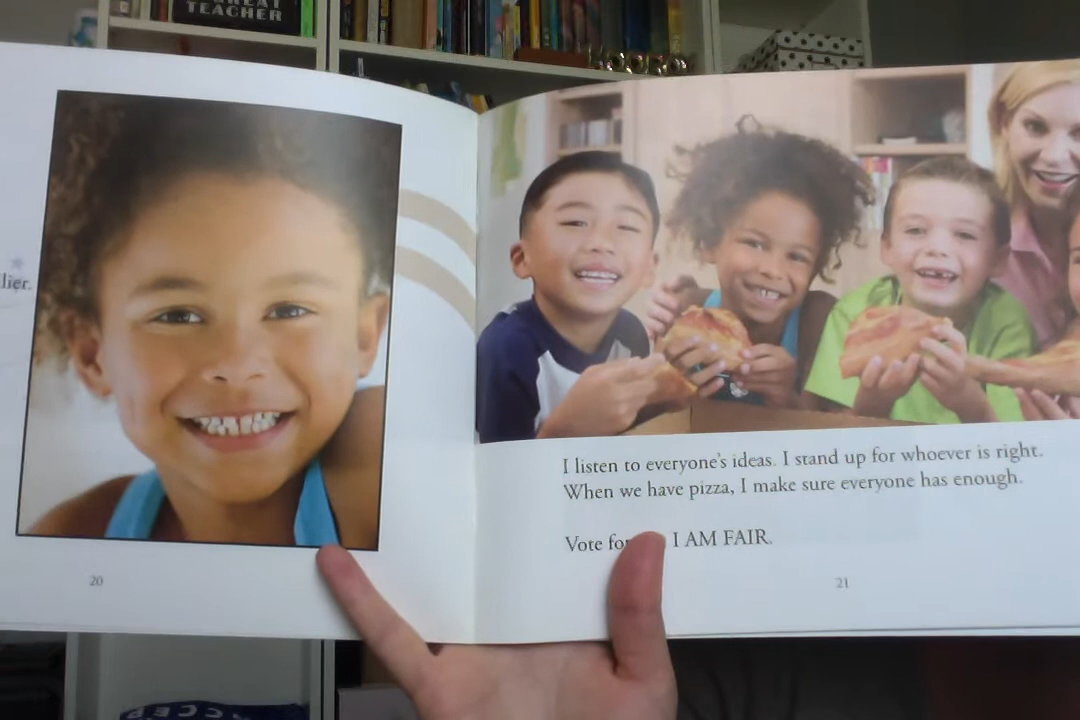 GREAT
TEACHER
lier.
I listen to everyone's ideas. I stand up for whoever is right.
When we have pizza, I make sure everyone has enough.
Vote for I AM FAIR.
20
21